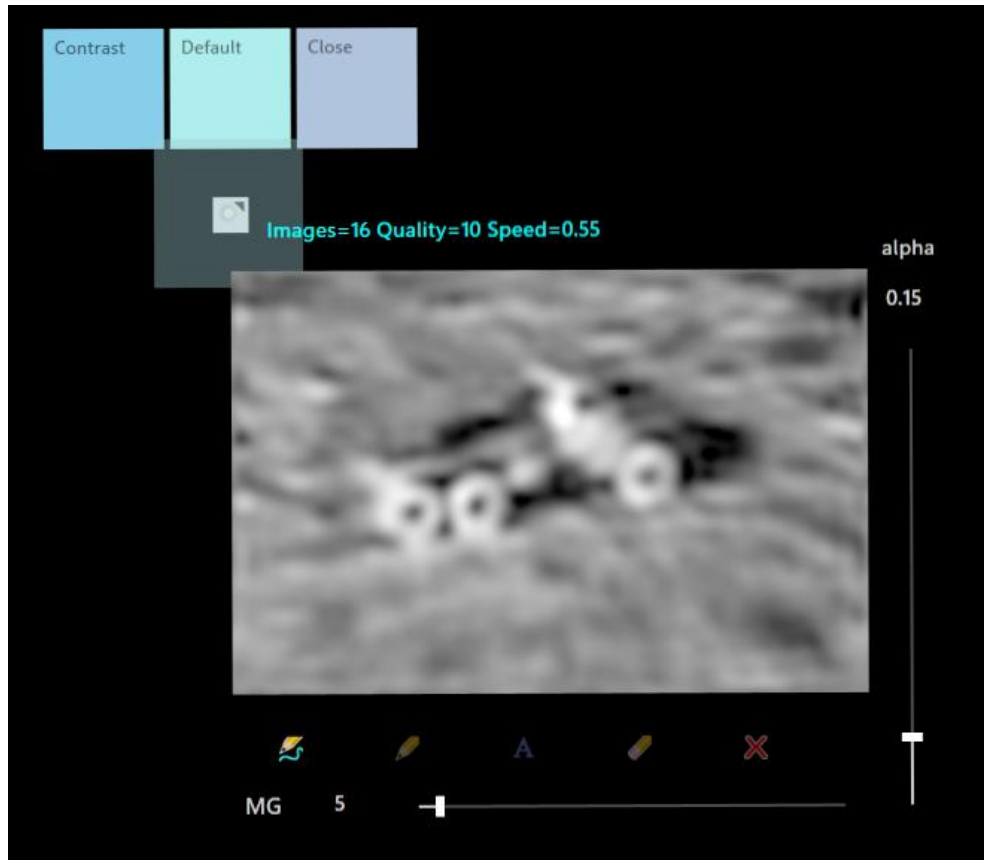 Contrast Default Close
Images=16 Quality=10 Speed=0.55
alpha
0.15
A
MG 5